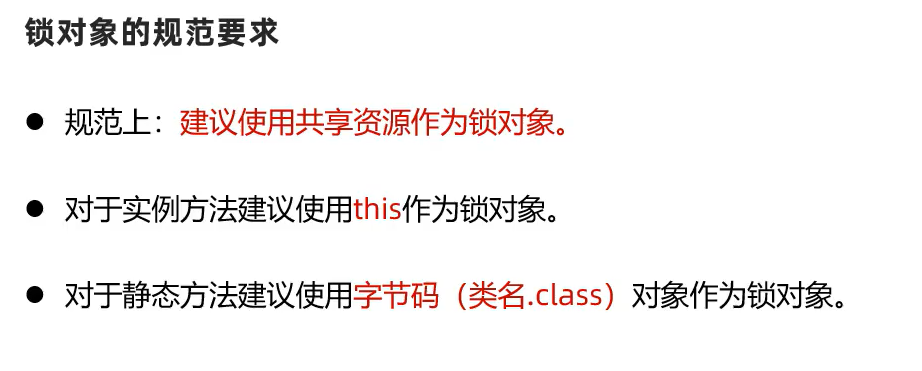 锁对象的规范要求
● 规范上：建议使用共享资源作为锁对象。
● 对于实例方法建议使用this作为锁对象。
● 对于静态方法建议使用字节码（类名.class）对象作为锁对象。